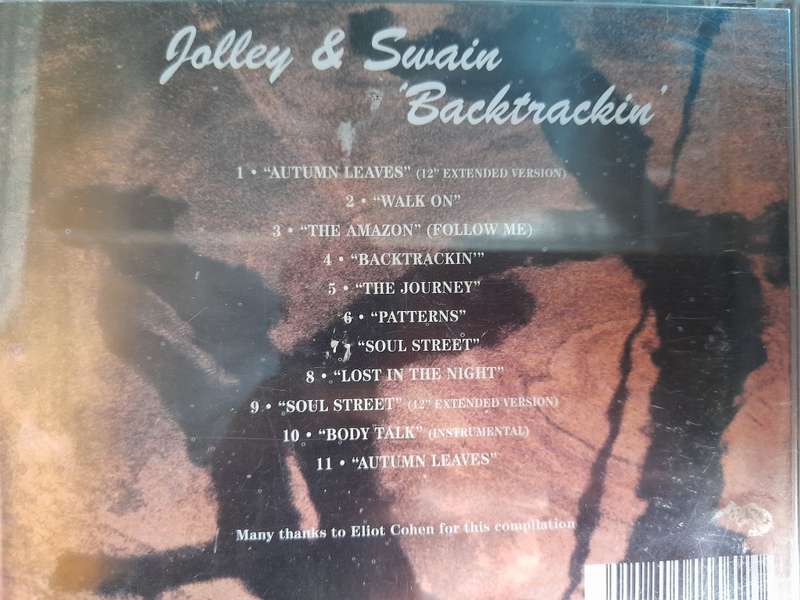 Jolley & Swain
'Backtrackin'
1 • "AUTUMN LEAVES" (12" EXTENDED VERSION)
2 • "WALK ON"
3 • "THE AMAZON" (FOLLOW ME)
4 • "BACKTRACKIN'"
5 • "THE JOURNEY"
6 • "PATTERNS"
7 • "SOUL STREET"
8 • "LOST IN THE NIGHT"
9 • "SOUL STREET" (12" EXTENDED VERSION)
10 • "BODY TALK" (INSTRUMENTAL)
11 • "AUTUMN LEAVES"
Many thanks to Eliot Cohen for this compilation